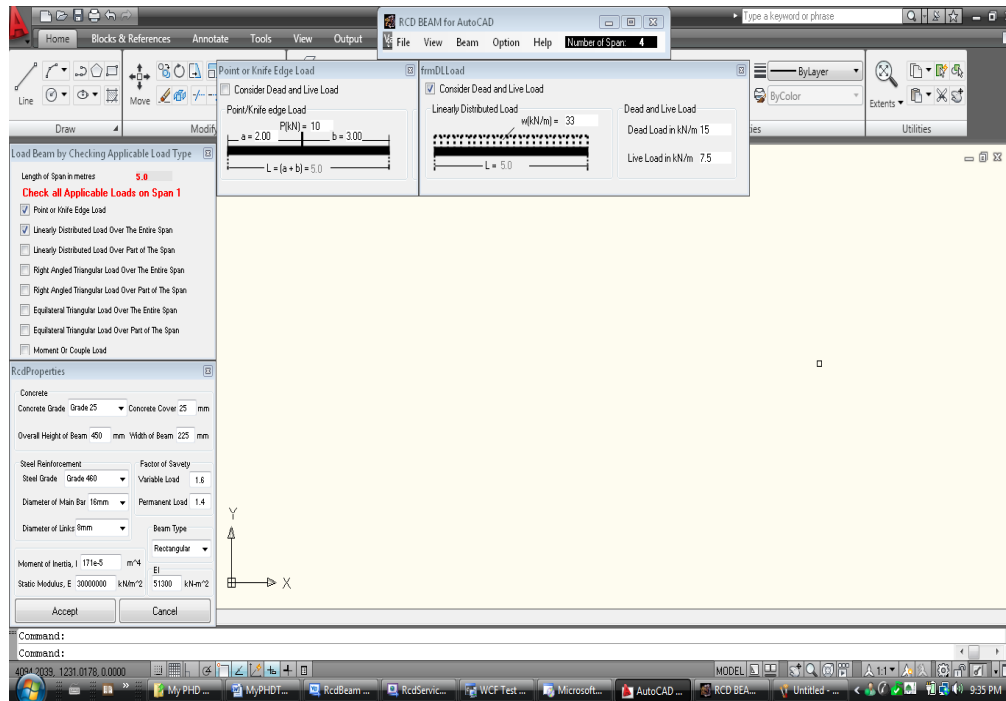 RCD BEAM for AutoCAD
Type a keyword or phrase
Home Blocks & References Annotate Tools View Output
File View Beam Option Help Number of Span: 4
Line
Move
ByLayer
ByColor
Extents
Draw
Modify
Utilities
Point or Knife Edge Load
Consider Dead and Live Load
Point/Knife edge Load
P(kN) = 10
a = 2.00 b = 3.00
L = (a + b) = 5.0
frmDLLoad
Consider Dead and Live Load
Linearly Distributed Load
w(kN/m) = 33
L = 5.0
Dead and Live Load
Dead Load in kN/m 15
Live Load in kN/m 7.5
Load Beam by Checking Applicable Load Type
Length of Span in metres 5.0
Check all Applicable Loads on Span 1
Point or Knife Edge Load
Linearly Distributed Load Over The Entire Span
Linearly Distributed Load Over Part of The Span
Right Angled Triangular Load Over The Entire Span
Right Angled Triangular Load Over Part of The Span
Equilateral Triangular Load Over The Entire Span
Equilateral Triangular Load Over Part of The Span
Moment Or Couple Load
RcdProperties
Concrete
Concrete Grade Grade 25 Concrete Cover 25 mm
Overall Height of Beam 450 mm Width of Beam 225 mm
Steel Reinforcement Factor of Savety
Steel Grade Grade 460 Variable Load 1.6
Diameter of Main Bar 16mm Permanent Load 1.4
Diameter of Links 8mm Beam Type
Rectangular
Moment of Inertia, I 171e-5 m^4
EI
Static Modulus, E 30000000 kN/m^2 51300 kN-m^2
Accept Cancel
Y
X
Command:
Command:
4094.2039, 1231.0178, 0.0000
MODEL
1:1
My PHD ... MyPHDT... RcdBeam ... RcdServic... WCF Test ... Microsoft... AutoCAD ... RCD BEA... Untitled - ... 9:35 PM